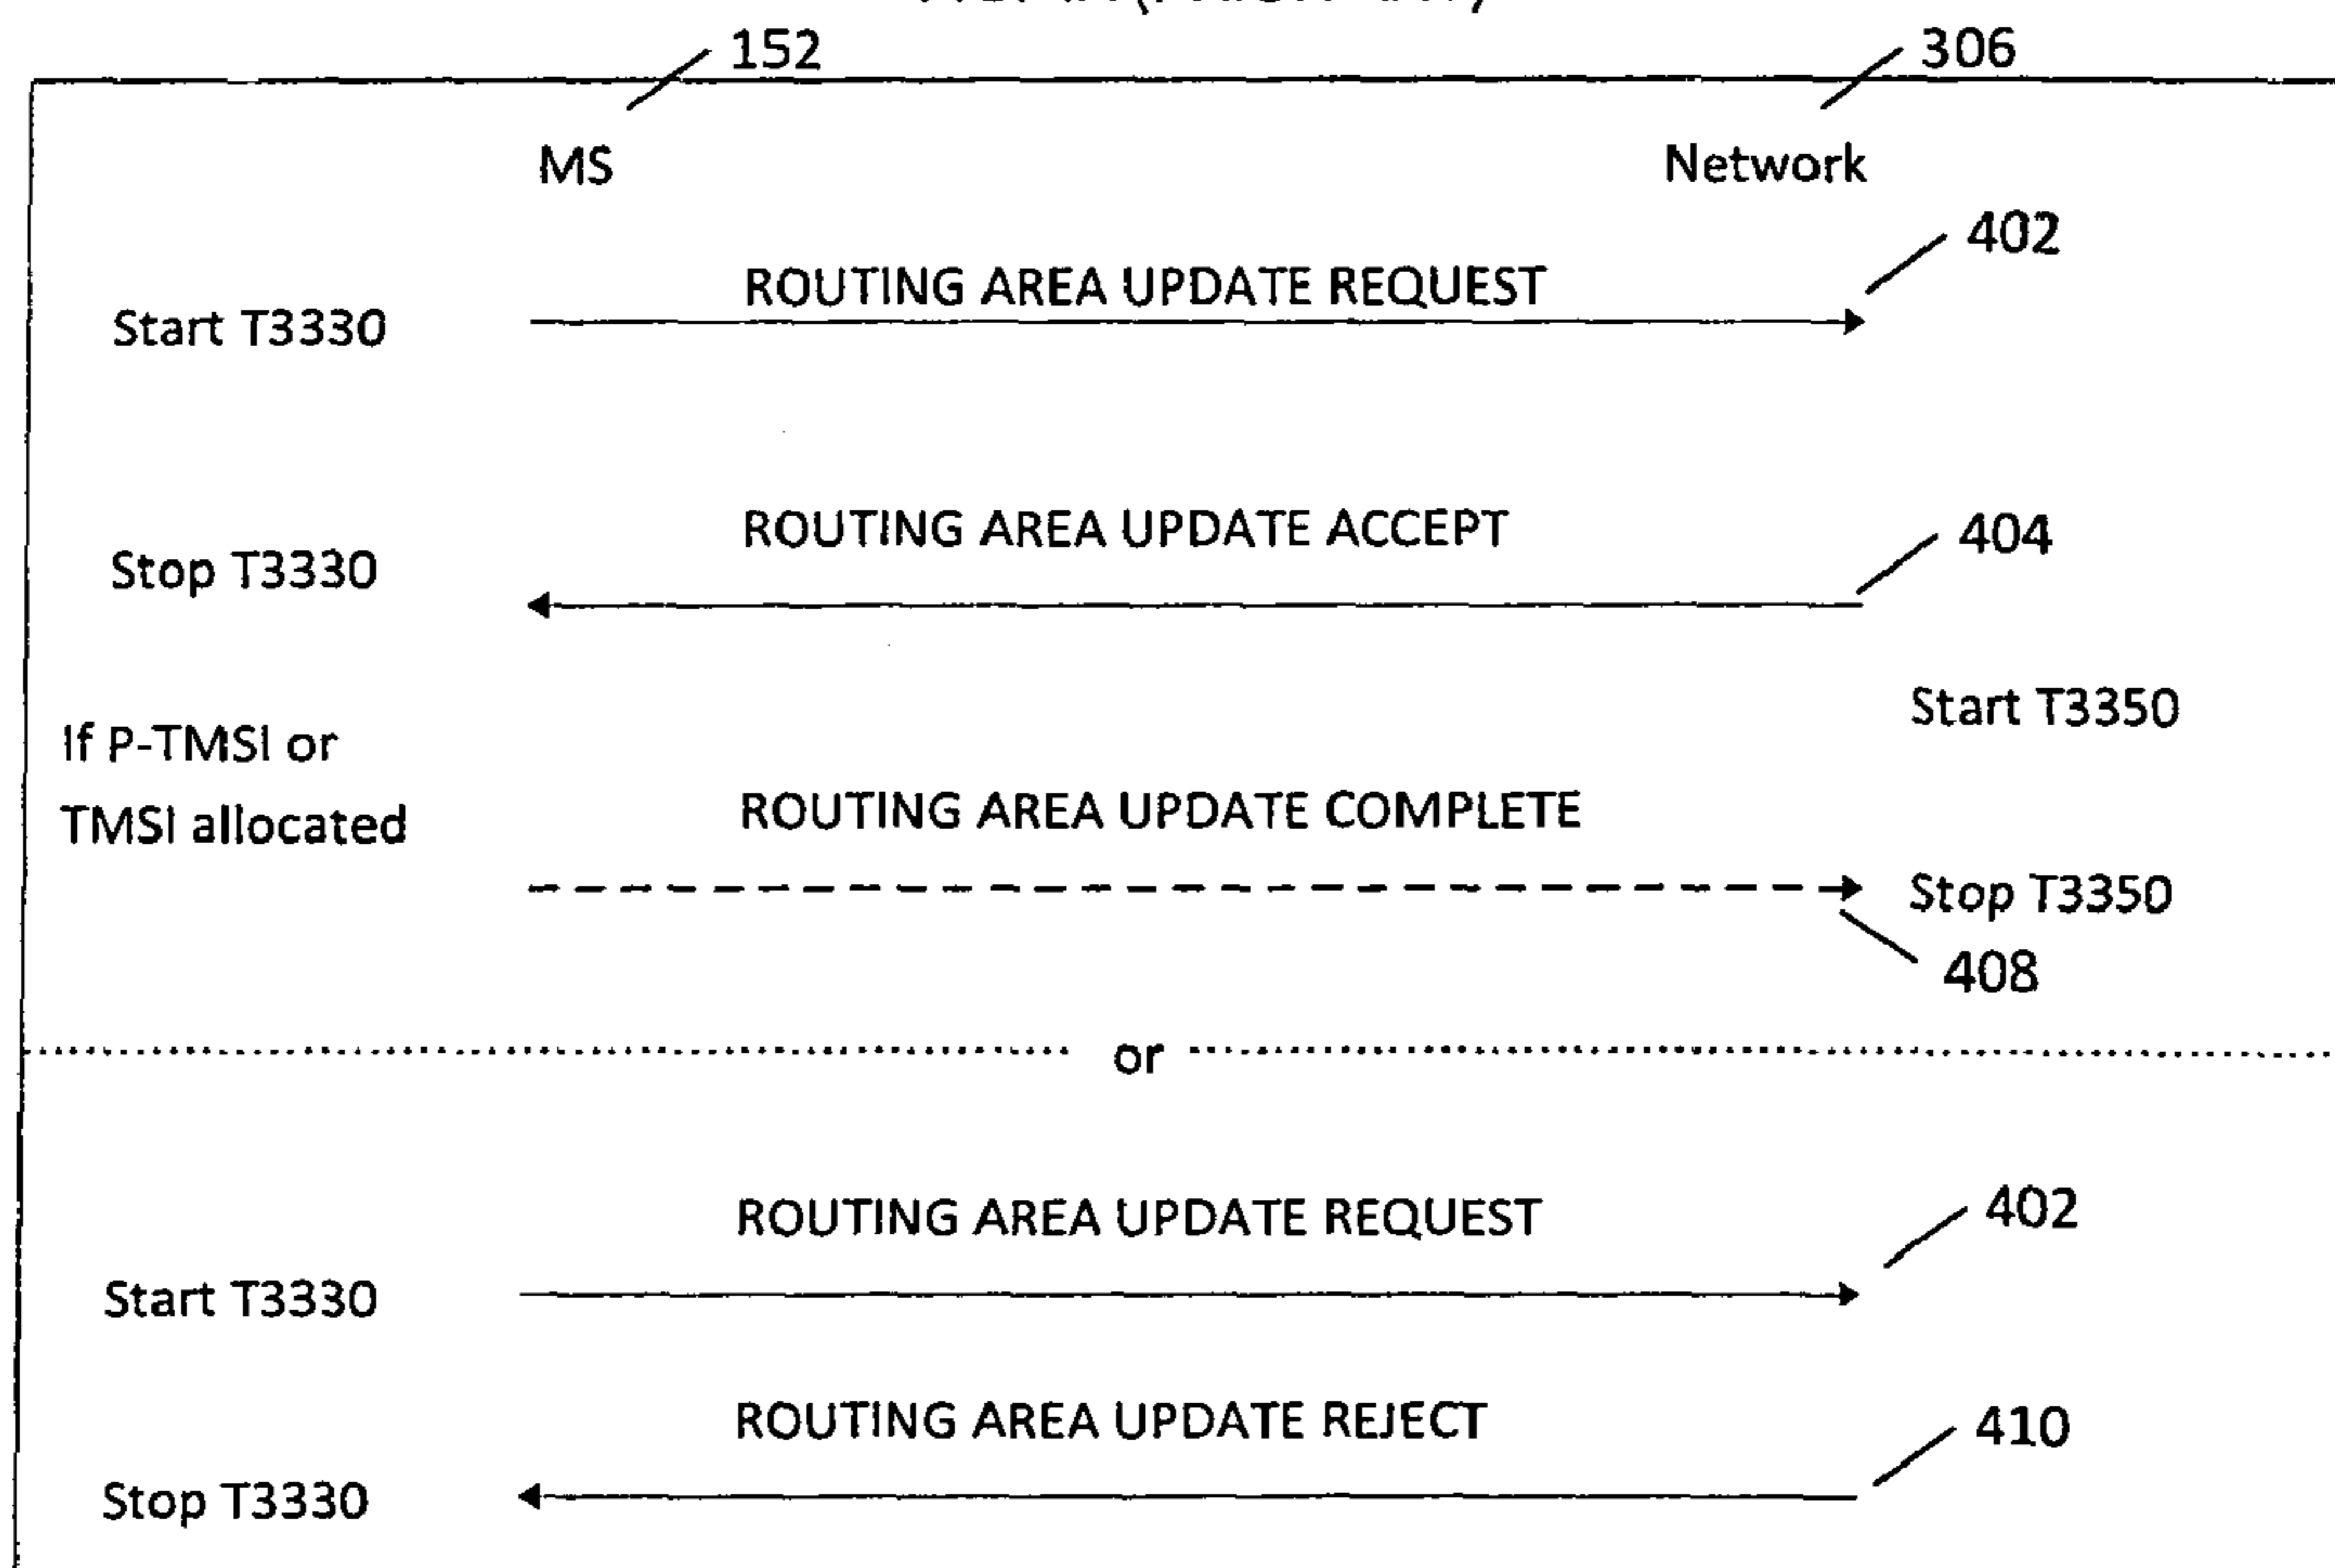 152
306
MS
Network
402
ROUTING AREA UPDATE REQUEST
Start T3330
ROUTING AREA UPDATE ACCEPT
404
Stop T3330
Start T3350
If P-TMSI or
TMSI allocated
ROUTING AREA UPDATE COMPLETE
Stop T3350
408
or
ROUTING AREA UPDATE REQUEST
402
Start T3330
ROUTING AREA UPDATE REJECT
410
Stop T3330